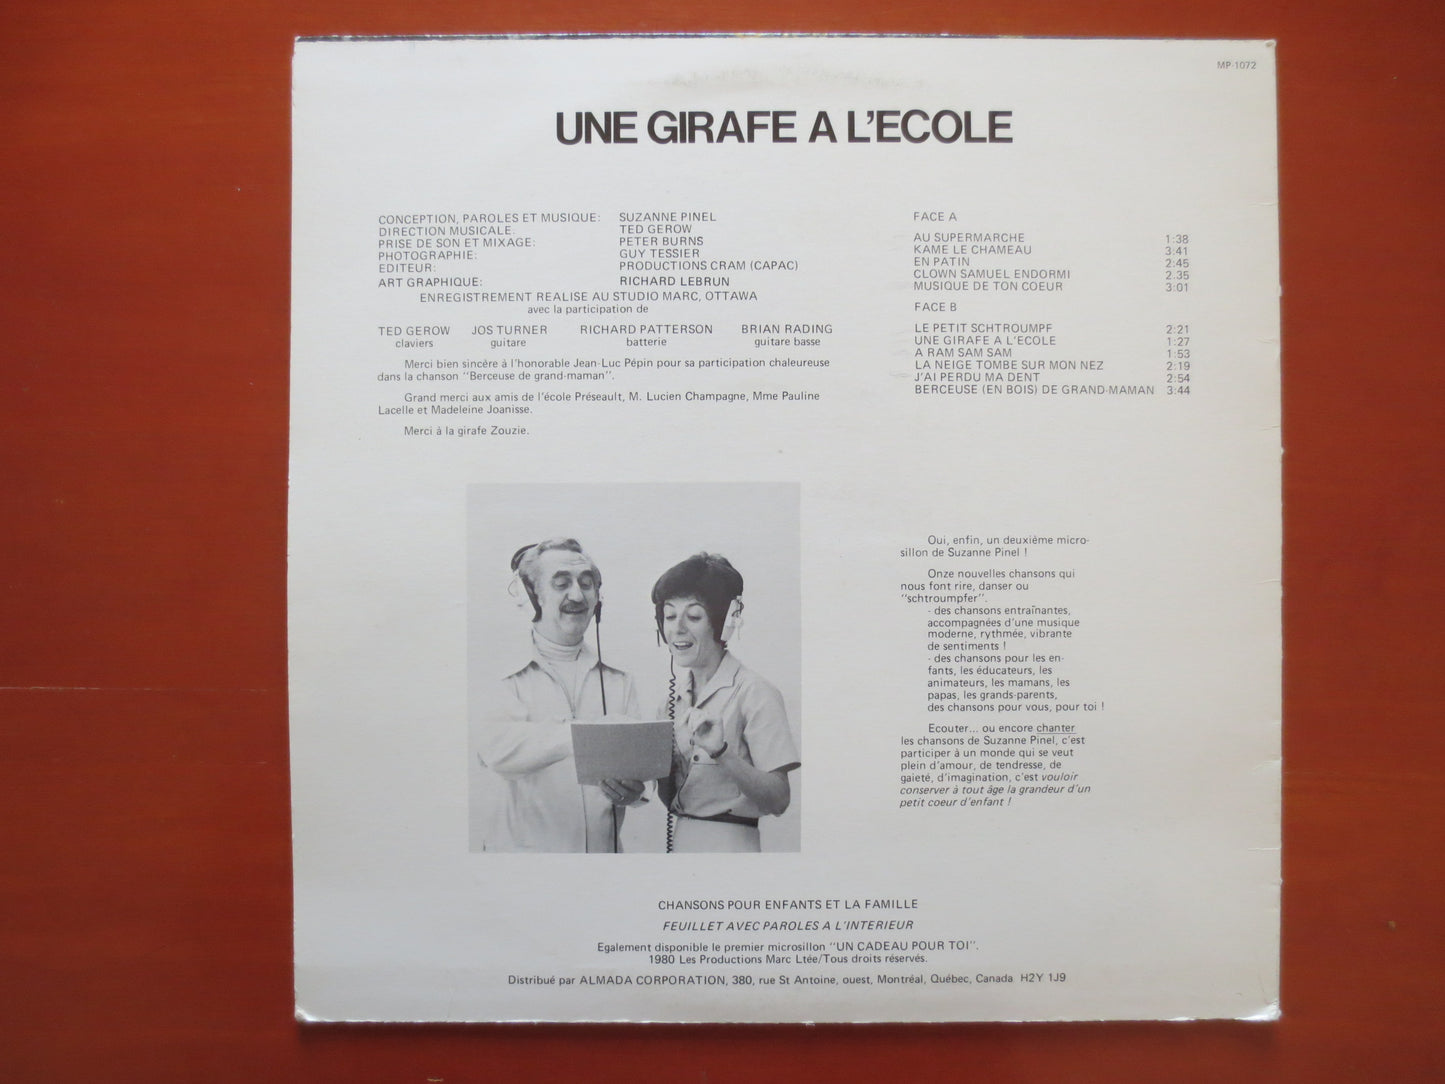 MP-1072
UNE GIRAFE A L'ECOLE
CONCEPTION, PAROLES ET MUSIQUE: SUZANNE PINEL
DIRECTION MUSICALE: TED GEROW
PRISE DE SON ET MIXAGE: PETER BURNS
PHOTOGRAPHIE: GUY TESSIER
EDITEUR: PRODUCTIONS CRAM (CAPAC)
ART GRAPHIQUE: RICHARD LEBRUN
ENREGISTREMENT REALISE AU STUDIO MARC, OTTAWA
avec la participation de
TED GEROW JOS TURNER RICHARD PATTERSON BRIAN RADING
claviers guitare batterie guitare basse
Merci bien sincère à l'honorable Jean-Luc Pépin pour sa participation chaleureuse
dans la chanson "Berceuse de grand-maman".
Grand merci aux amis de l'école Préseault, M. Lucien Champagne, Mme Pauline
Lacelle et Madeleine Joanisse.
Merci à la girafe Zouzie.
FACE A
AU SUPERMARCHE 1:38
KAME LE CHAMEAU 3:41
EN PATIN 2:45
CLOWN SAMUEL ENDORMI 2.35
MUSIQUE DE TON COEUR 3:01
FACE B
LE PETIT SCHTROUMPF 2:21
UNE GIRAFE A L'ECOLE 1:27
A RAM SAM SAM 1:53
LA NEIGE TOMBE SUR MON NEZ 2:19
J'AI PERDU MA DENT 2:54
BERCEUSE (EN BOIS) DE GRAND-MAMAN 3:44
Oui, enfin, un deuxième micro-
sillon de Suzanne Pinel !
Onze nouvelles chansons qui
nous font rire, danser ou
"schtroumpfer".
- des chansons entraînantes,
accompagnées d'une musique
moderne, rythmée, vibrante
de sentiments !
- des chansons pour les en-
fants, les éducateurs, les
animateurs, les mamans, les
papas, les grands-parents,
des chansons pour vous, pour toi !
Ecouter... ou encore chanter
les chansons de Suzanne Pinel, c'est
participer à un monde qui se veut
plein d'amour, de tendresse, de
gaieté, d'imagination, c'est vouloir
conserver à tout âge la grandeur d'un
petit coeur d'enfant !
CHANSONS POUR ENFANTS ET LA FAMILLE
FEUILLET AVEC PAROLES A L'INTERIEUR
Egalement disponible le premier microsillon "UN CADEAU POUR TOI".
1980 Les Productions Marc Ltée/Tous droits réservés.
Distribué par ALMADA CORPORATION, 380, rue St Antoine, ouest, Montréal, Québec, Canada H2Y 1J9